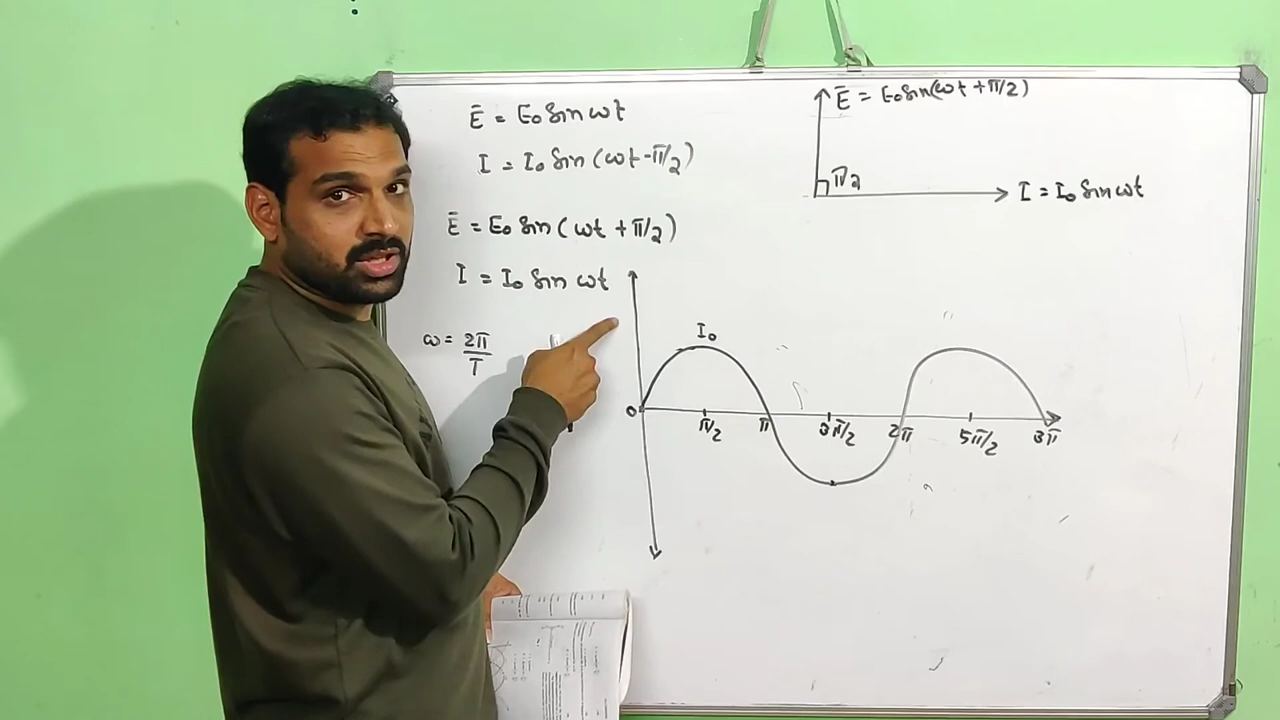 Ē = E₀ Sin ωt
I = I₀ Sin (ωt - π/2)
Ē = E₀ Sin (ωt + π/2)
I = I₀ Sin ωt
ω = 2π/T
Ē = E₀ Sin(ωt + π/2)
π/2
I = I₀ Sin ωt
I₀
0 π/2 π 3π/2 2π 5π/2 3π